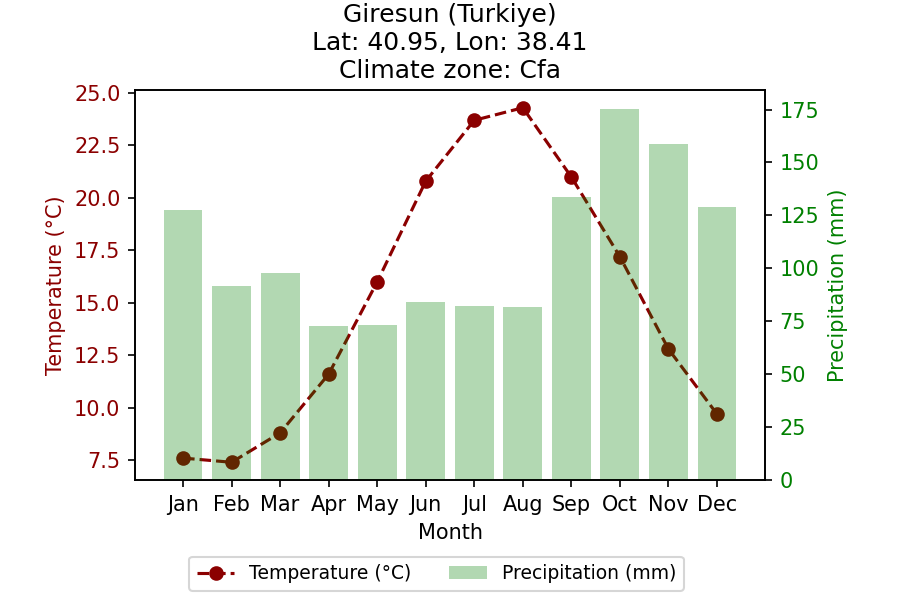 Giresun (Turkiye)
Lat: 40.95, Lon: 38.41
Climate zone: Cfa
Temperature (°C)
25.0
22.5
20.0
17.5
15.0
12.5
10.0
7.5
Precipitation (mm)
175
150
125
100
75
50
25
0
Jan Feb Mar Apr May Jun Jul Aug Sep Oct Nov Dec
Month
Temperature (°C) Precipitation (mm)